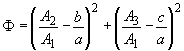 Φ = (A₂/A₁ − b/a)² + (A₃/A₁ − c/a)²